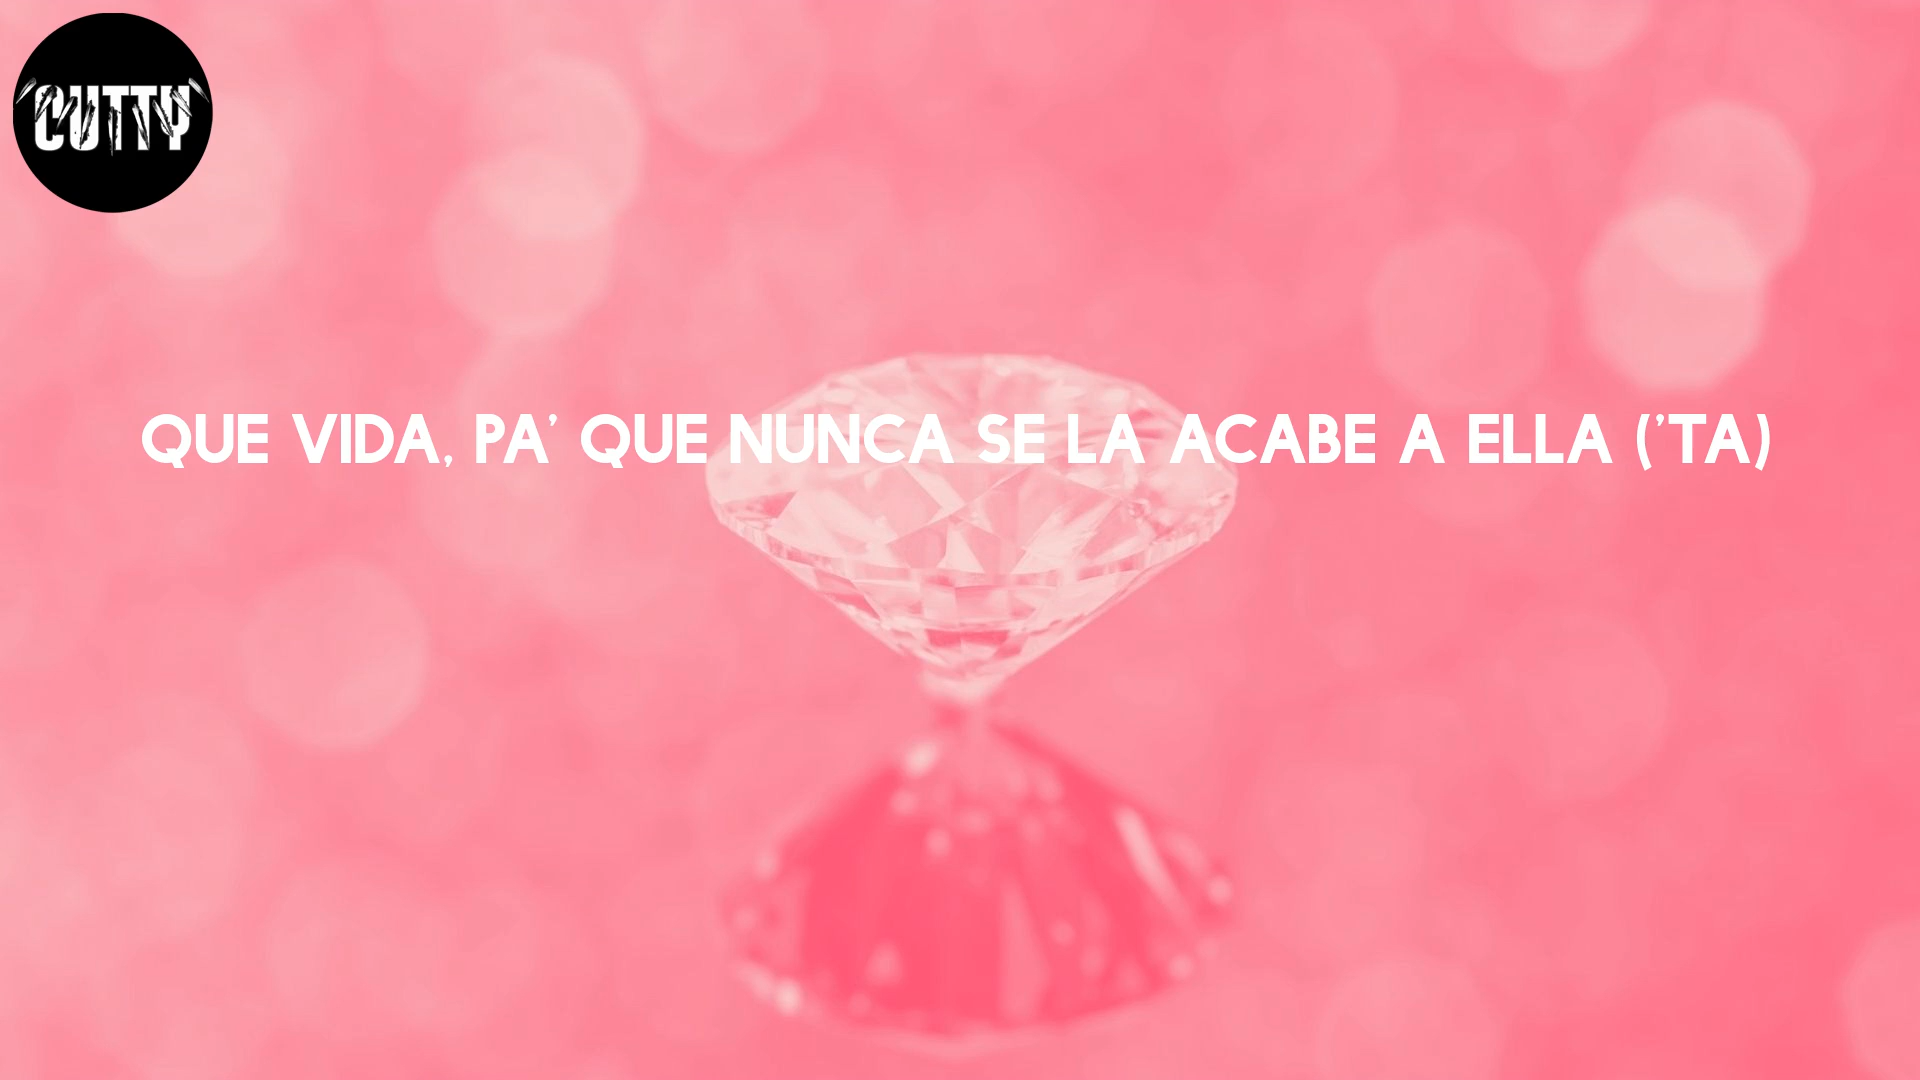 CUTTY
QUE VIDA, PA’ QUE NUNCA SE LA ACABE A ELLA (’TA)